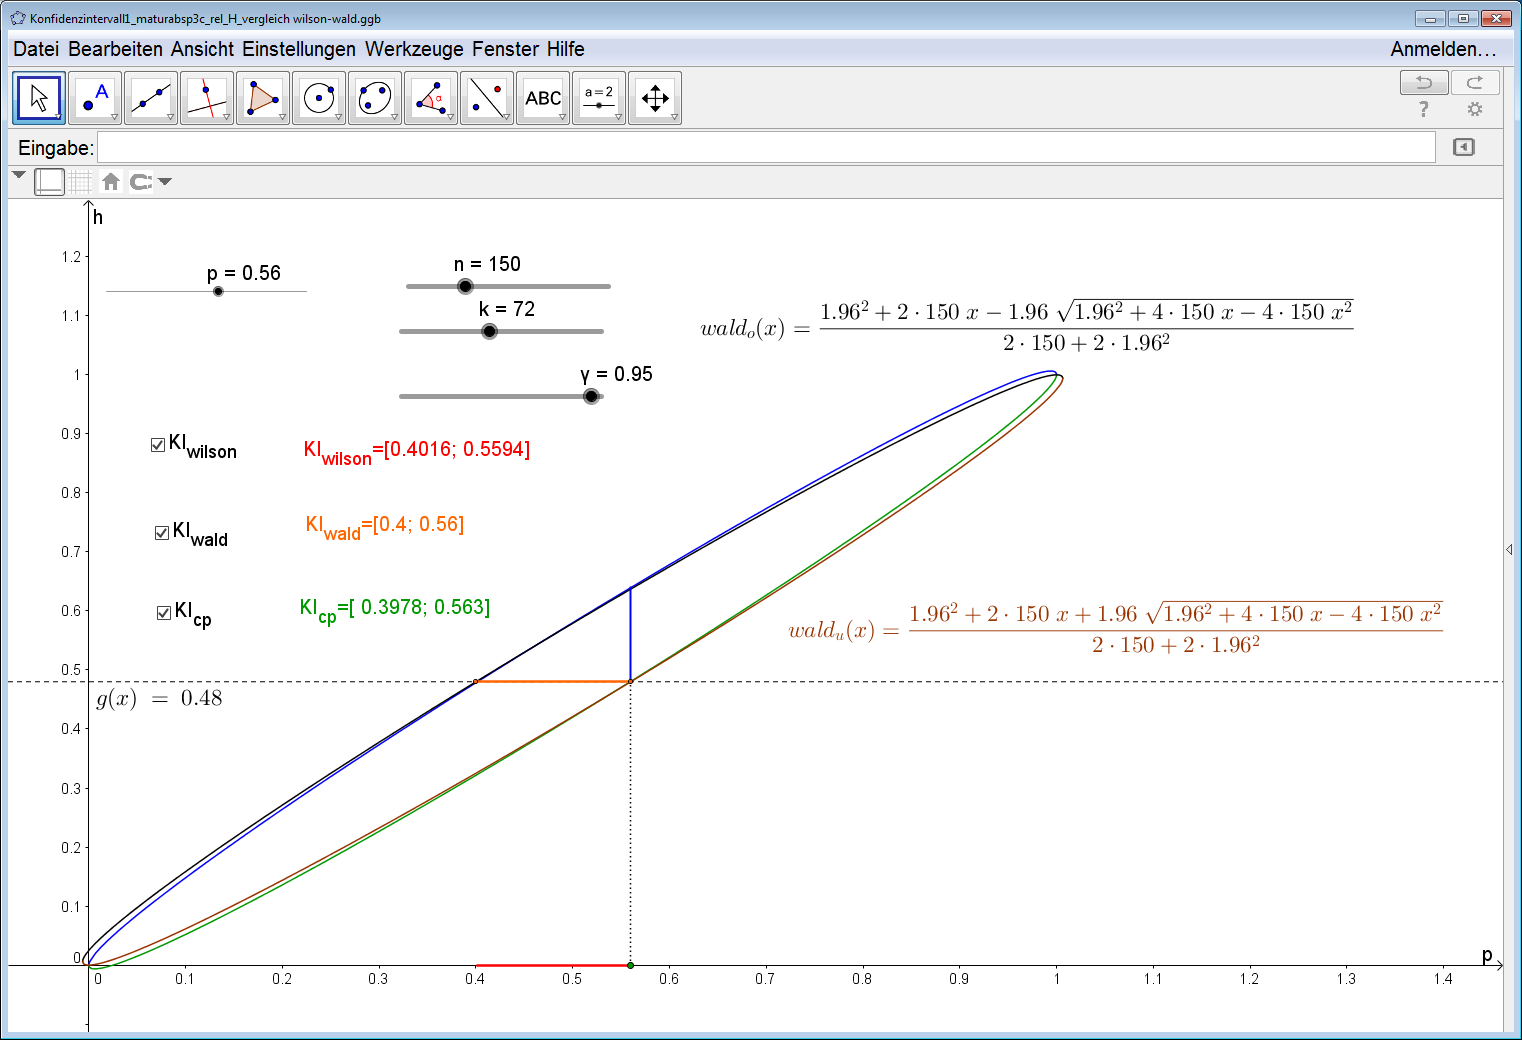 Konfidenzintervall1_maturabsp3c_rel_H_vergleich wilson-wald.ggb
Datei Bearbeiten Ansicht Einstellungen Werkzeuge Fenster Hilfe Anmelden...
A α ABC a=2
?
Eingabe:
h
1.2
p = 0.56
n = 150
k = 72
1.1
wald_o(x) = (1.96² + 2 · 150 x − 1.96 √(1.96² + 4 · 150 x − 4 · 150 x²)) / (2 · 150 + 2 · 1.96²)
1
γ = 0.95
0.9
KI_wilson KI_wilson=[0.4016; 0.5594]
0.8
KI_wald KI_wald=[0.4; 0.56]
0.7
0.6
KI_cp KI_cp=[ 0.3978; 0.563]
wald_u(x) = (1.96² + 2 · 150 x + 1.96 √(1.96² + 4 · 150 x − 4 · 150 x²)) / (2 · 150 + 2 · 1.96²)
0.5
g(x) = 0.48
0.4
0.3
0.2
0.1
0
p
0 0.1 0.2 0.3 0.4 0.5 0.6 0.7 0.8 0.9 1 1.1 1.2 1.3 1.4